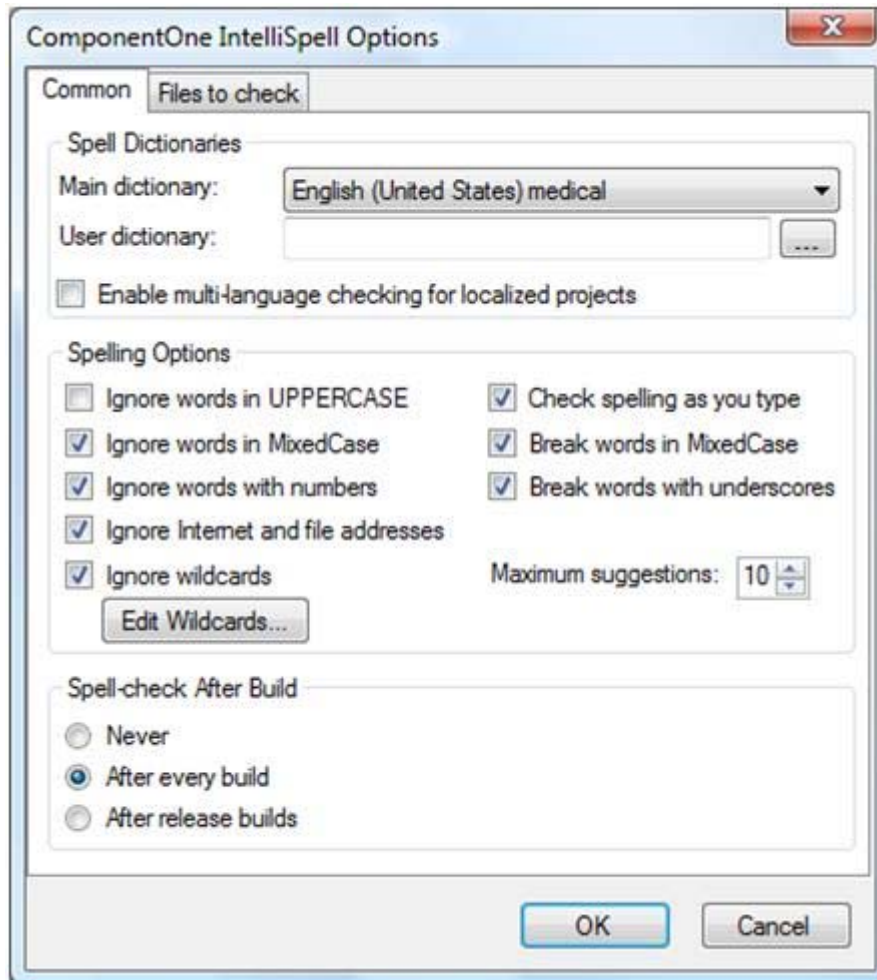 ComponentOne IntelliSpell Options
Common Files to check
Spell Dictionaries
Main dictionary: English (United States) medical
User dictionary: ...
Enable multi-language checking for localized projects
Spelling Options
Ignore words in UPPERCASE Check spelling as you type
Ignore words in MixedCase Break words in MixedCase
Ignore words with numbers Break words with underscores
Ignore Internet and file addresses
Ignore wildcards Maximum suggestions: 10
Edit Wildcards...
Spell-check After Build
Never
After every build
After release builds
OK Cancel